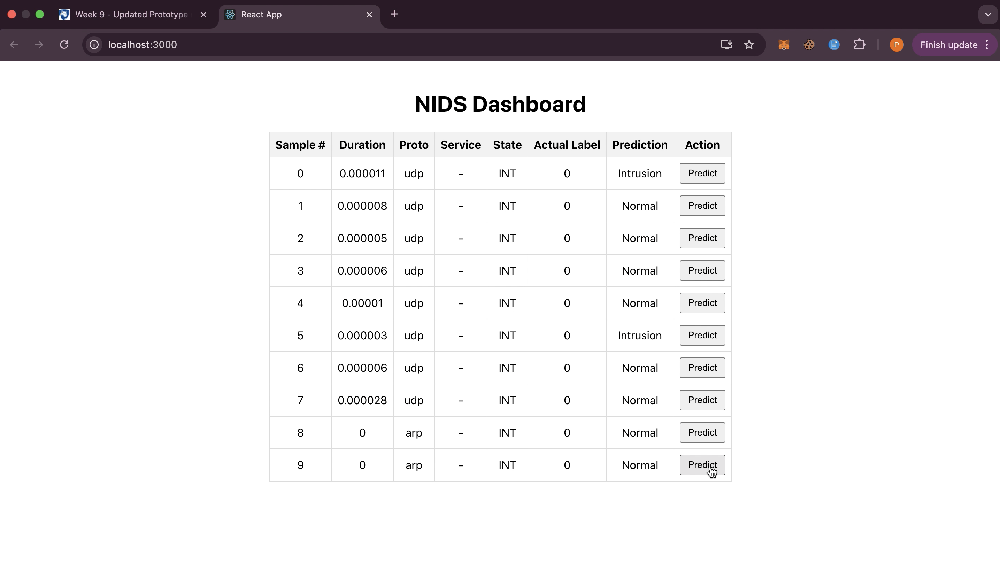 Week 9 - Updated Prototype
React App
localhost:3000
P
Finish update
NIDS Dashboard
Sample # Duration Proto Service State Actual Label Prediction Action
0 0.000011 udp - INT 0 Intrusion Predict
1 0.000008 udp - INT 0 Normal Predict
2 0.000005 udp - INT 0 Normal Predict
3 0.000006 udp - INT 0 Normal Predict
4 0.00001 udp - INT 0 Normal Predict
5 0.000003 udp - INT 0 Intrusion Predict
6 0.000006 udp - INT 0 Normal Predict
7 0.000028 udp - INT 0 Normal Predict
8 0 arp - INT 0 Normal Predict
9 0 arp - INT 0 Normal Predict